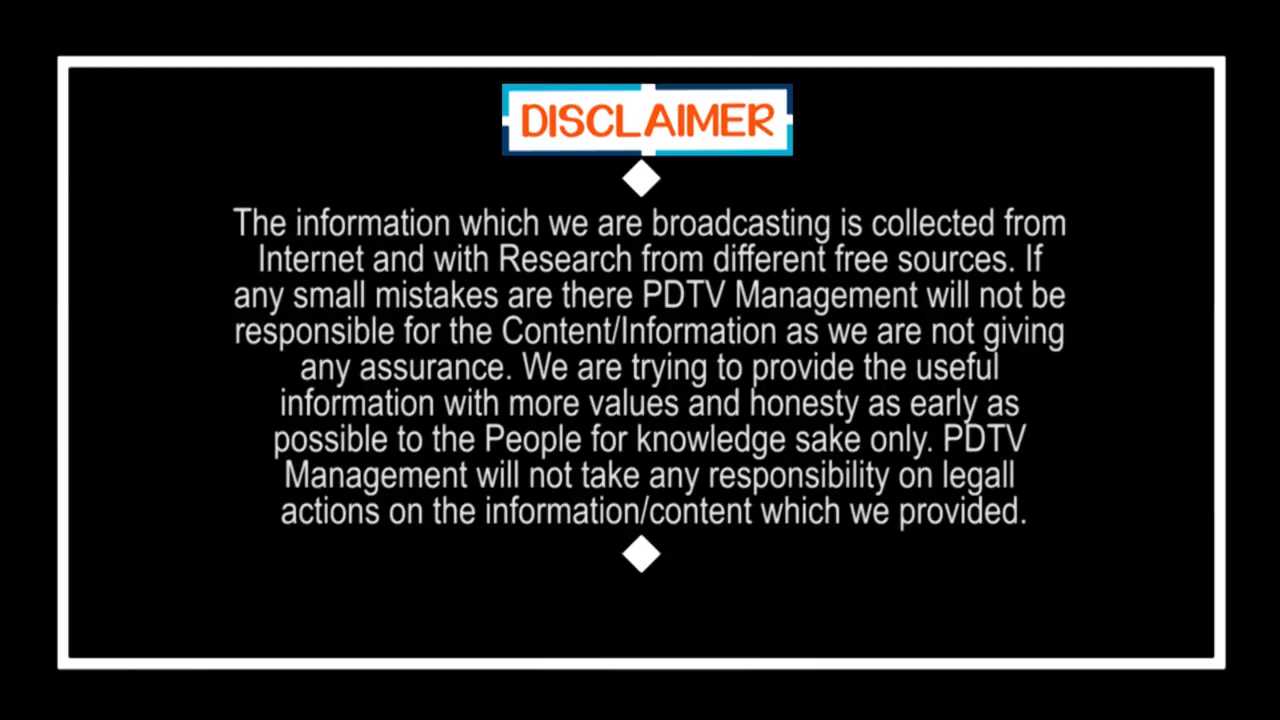 DISCLAIMER
The information which we are broadcasting is collected from
Internet and with Research from different free sources. If
any small mistakes are there PDTV Management will not be
responsible for the Content/Information as we are not giving
any assurance. We are trying to provide the useful
information with more values and honesty as early as
possible to the People for knowledge sake only. PDTV
Management will not take any responsibility on legall
actions on the information/content which we provided.